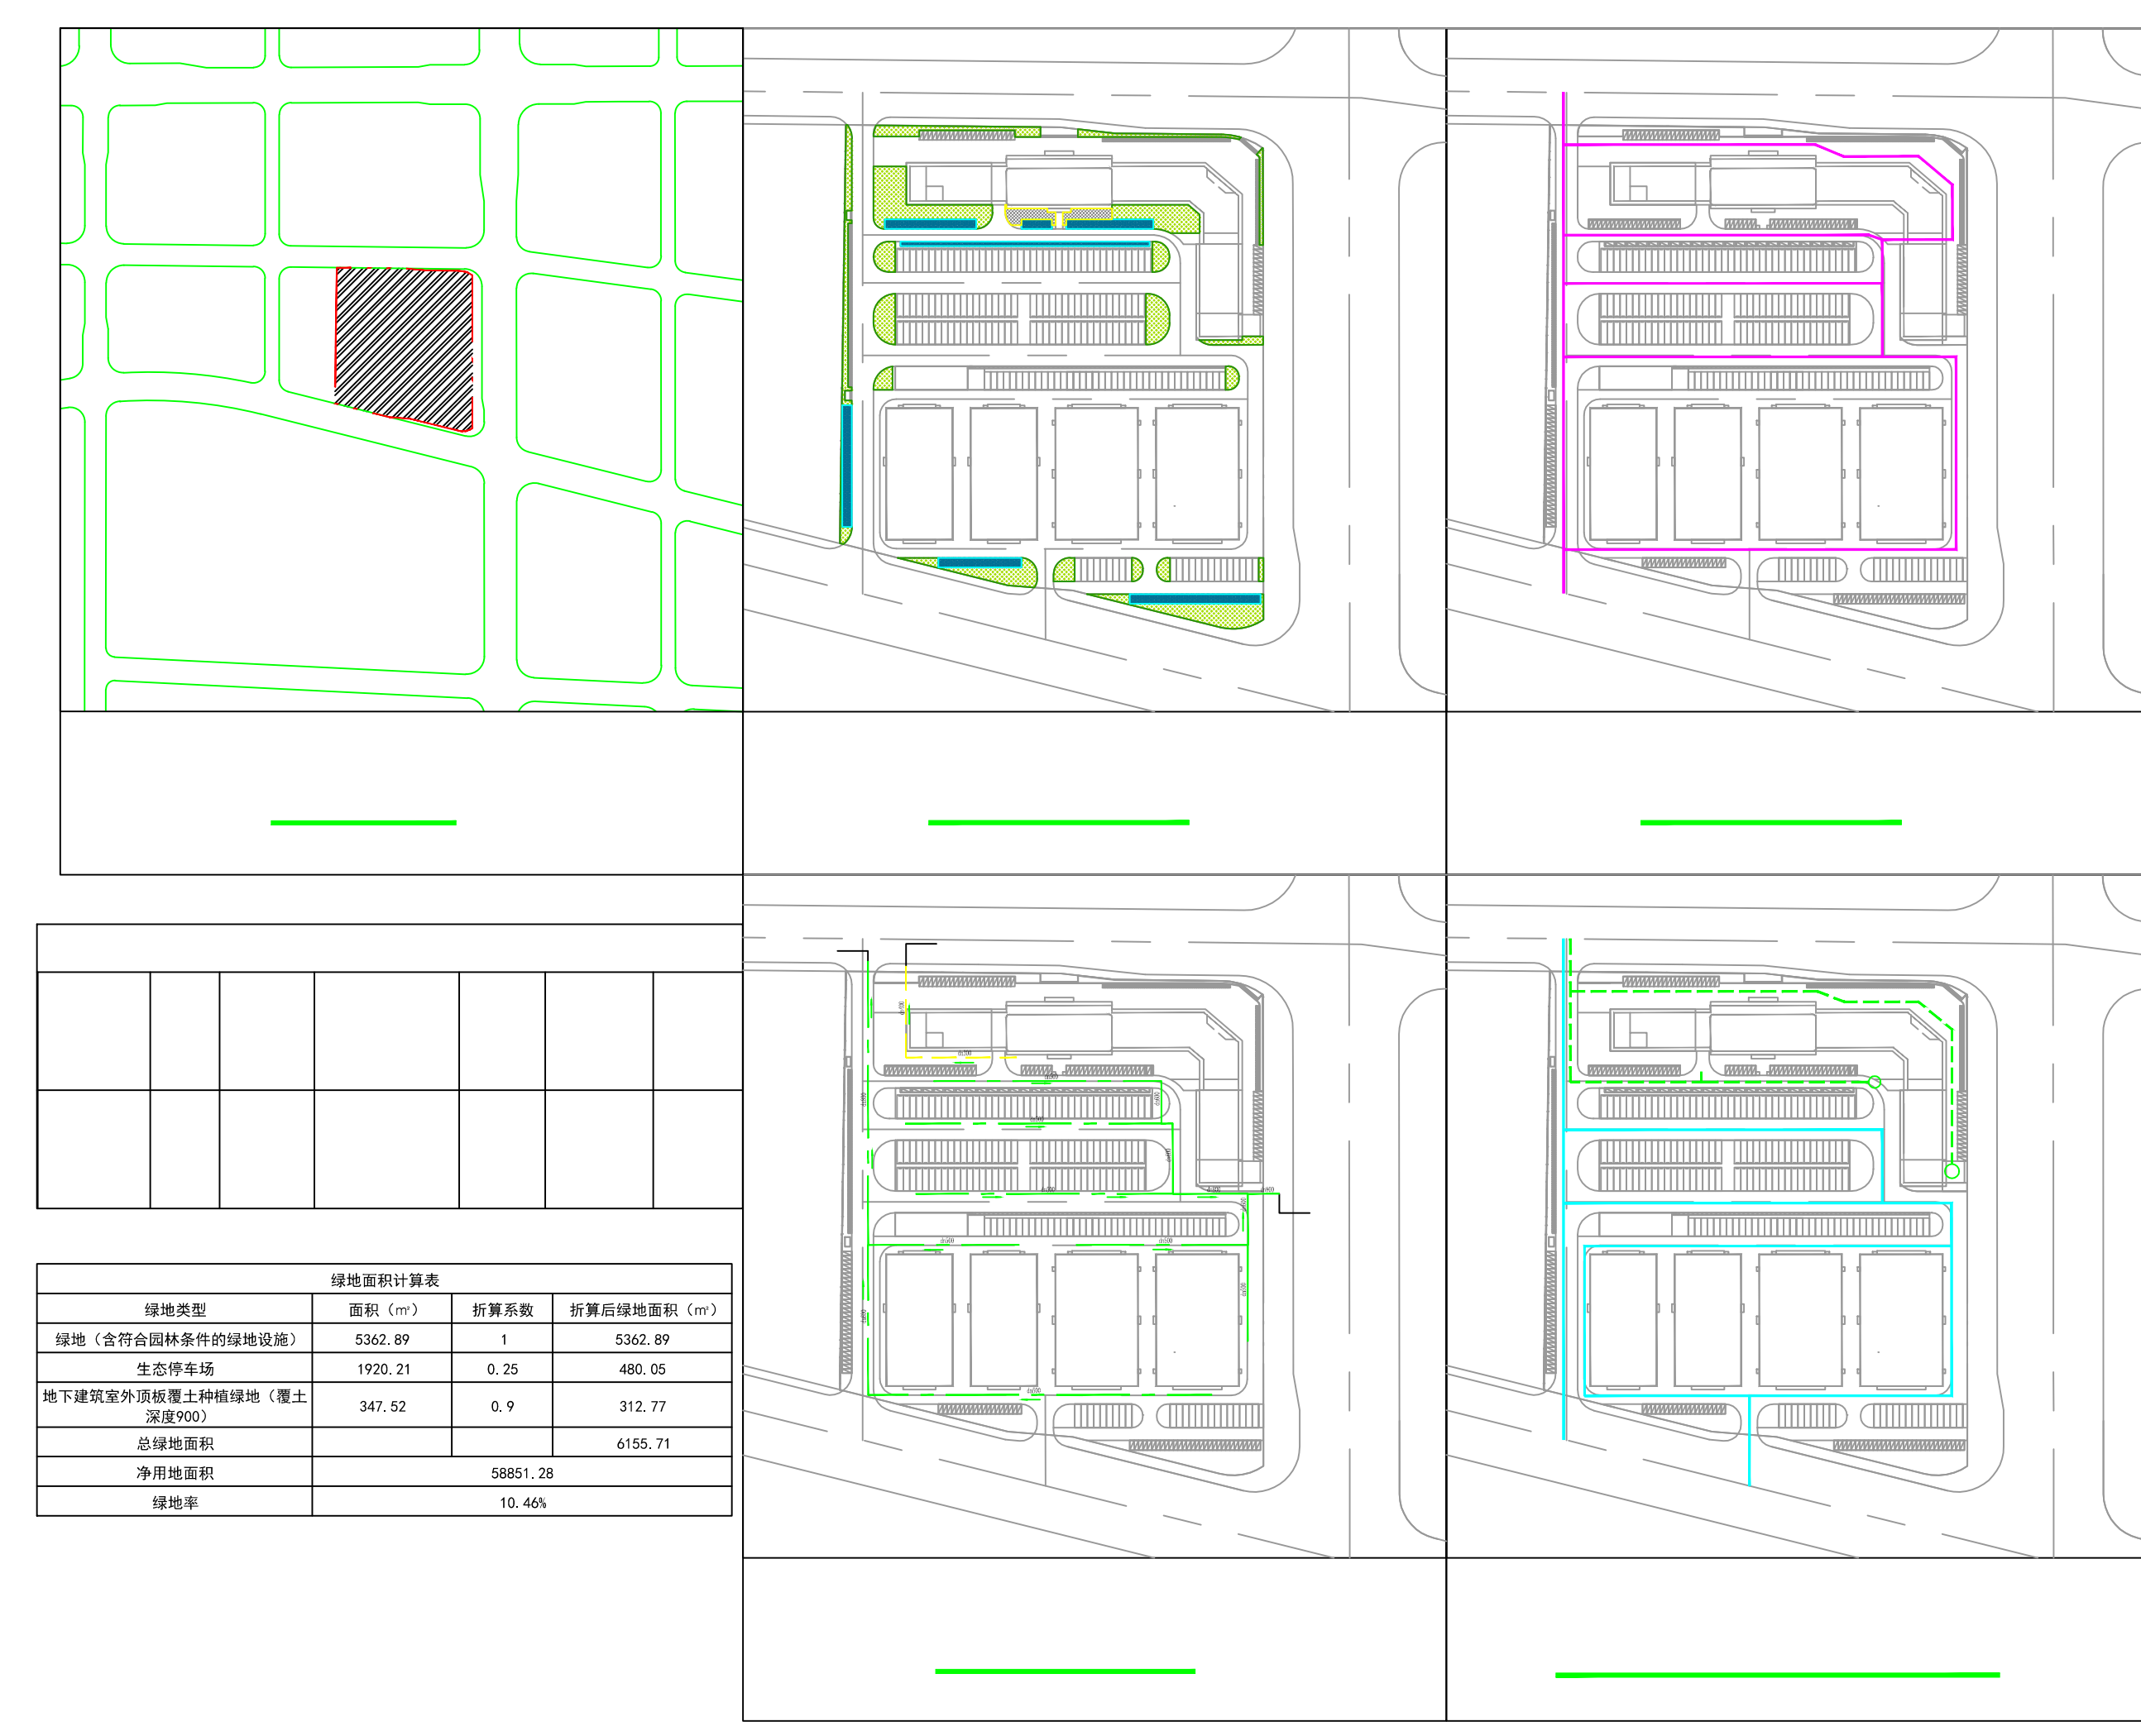 绿地面积计算表
绿地类型 面积（㎡） 折算系数 折算后绿地面积（㎡）
绿地（含符合园林条件的绿地设施） 5362.89 1 5362.89
生态停车场 1920.21 0.25 480.05
地下建筑室外顶板覆土种植绿地（覆土
深度900） 347.52 0.9 312.77
总绿地面积 6155.71
净用地面积 58851.28
绿地率 10.46%